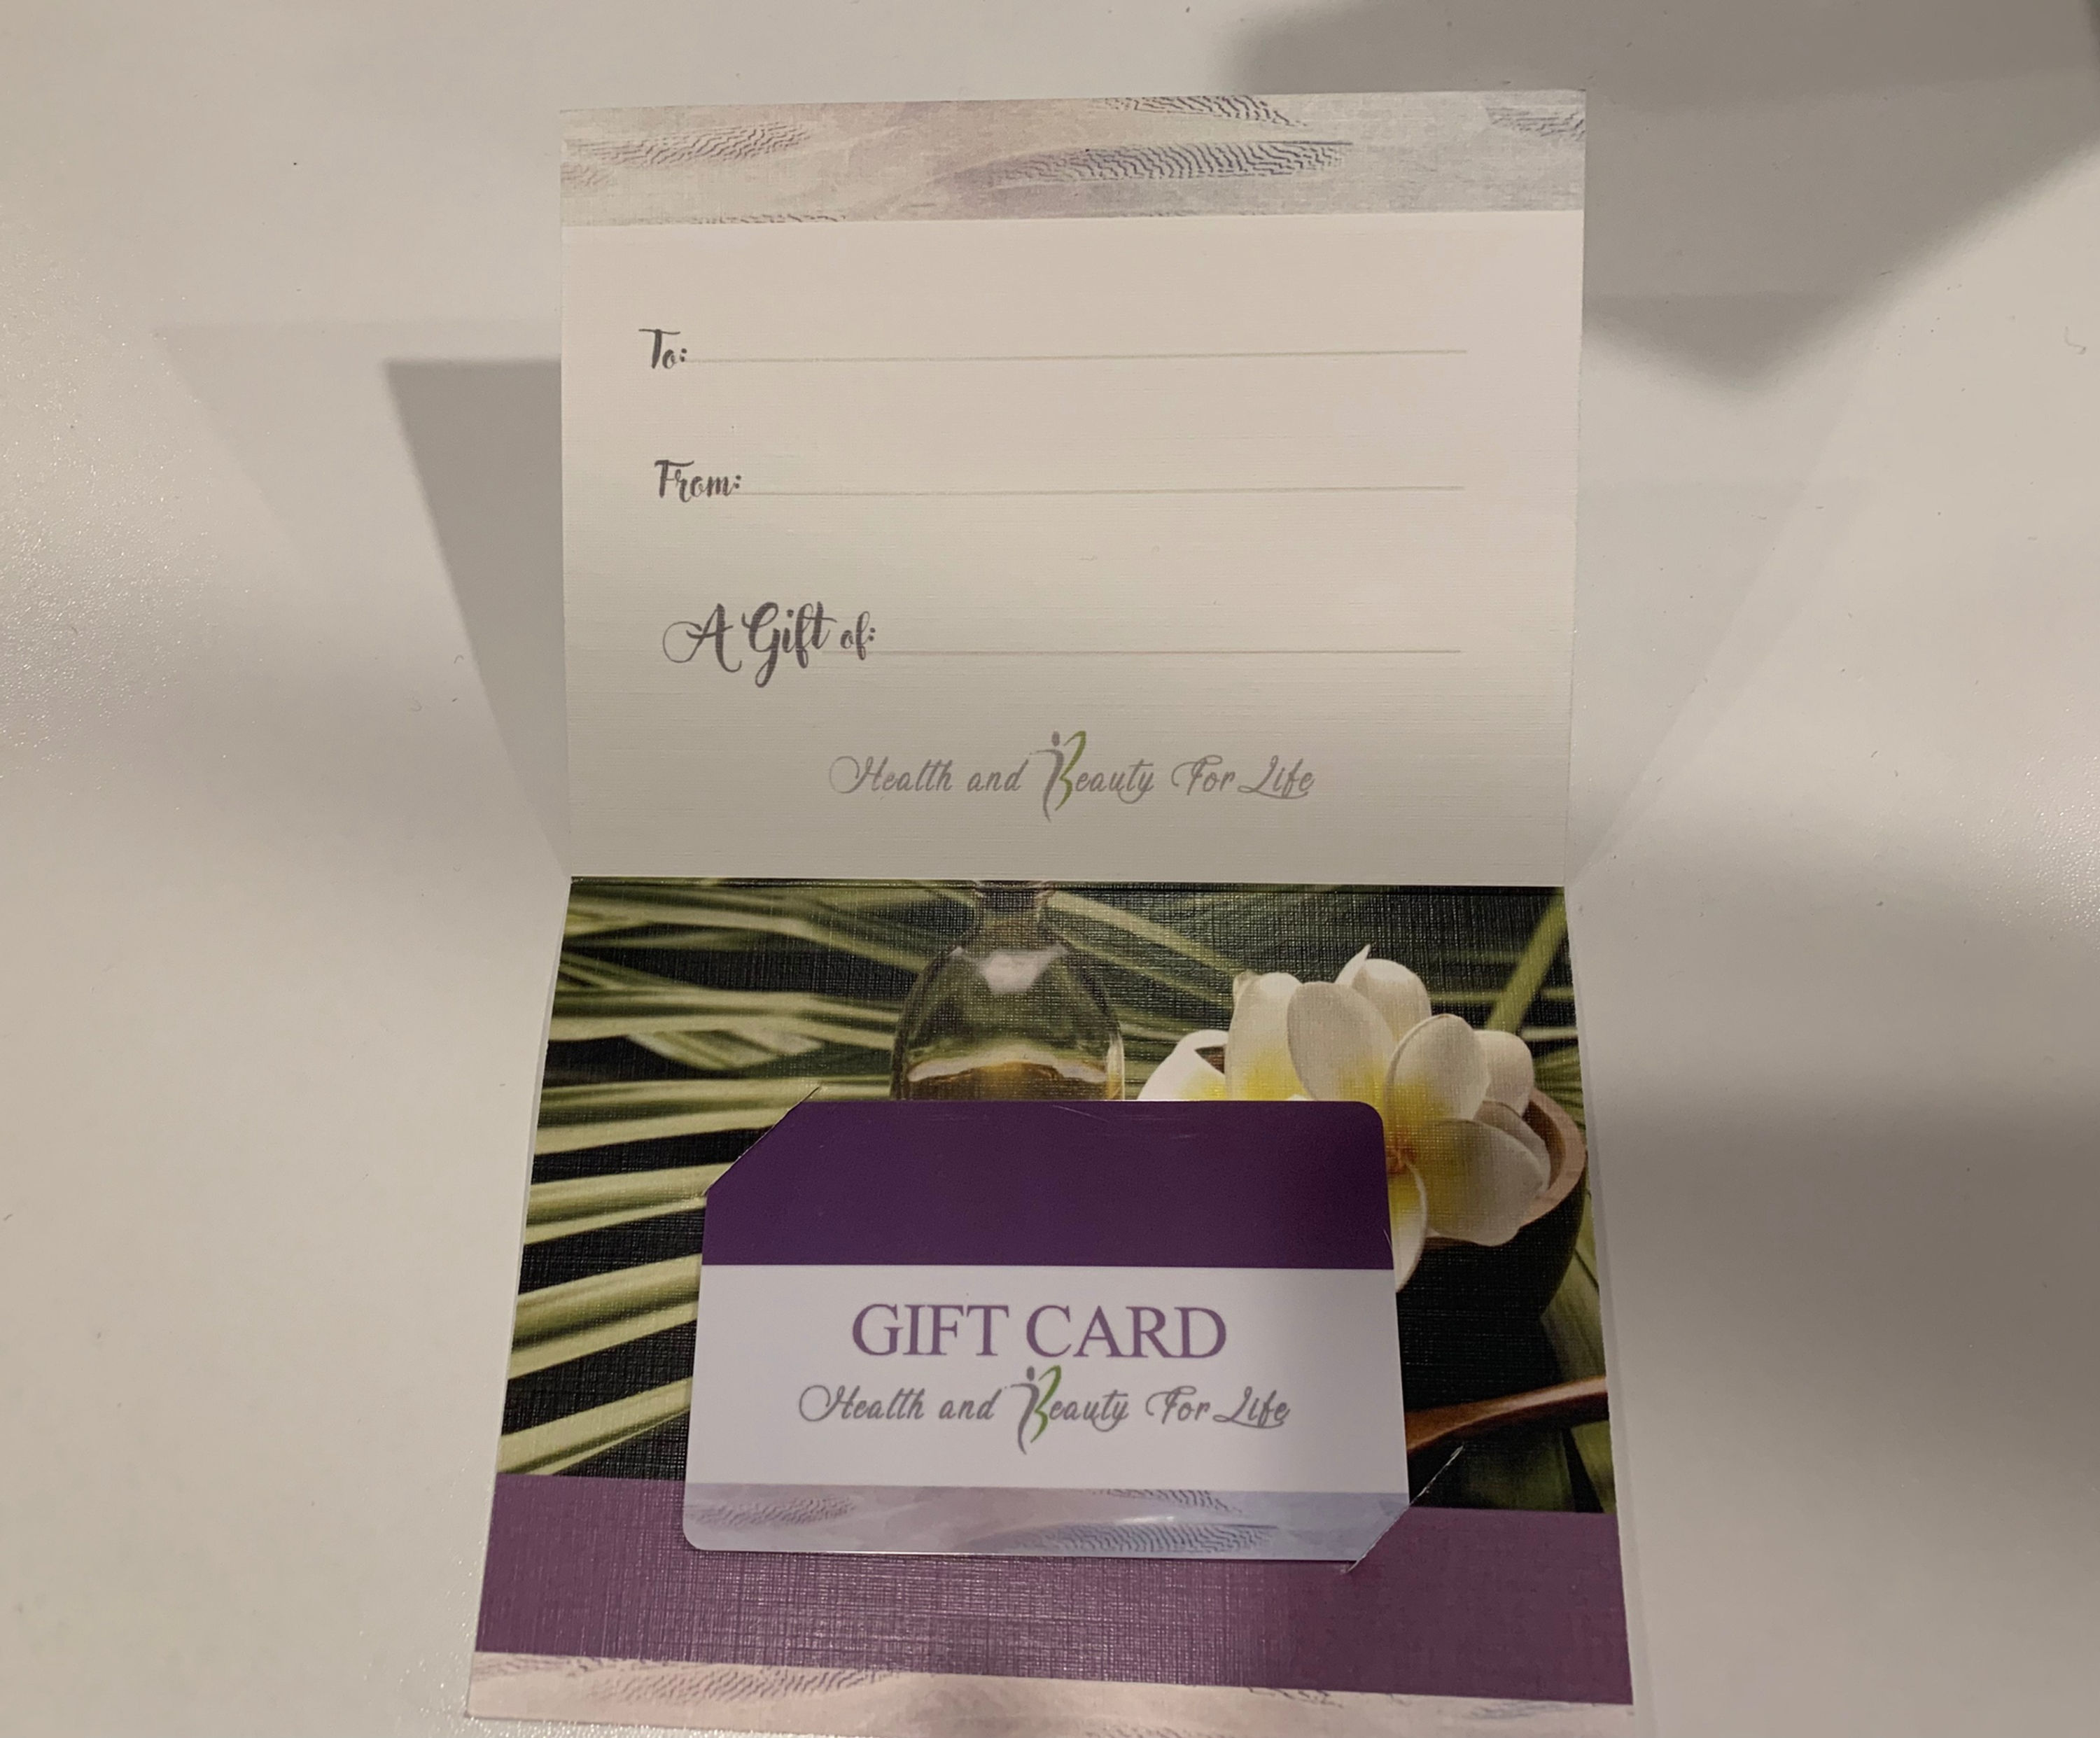 To:
From:
A Gift of:
Health and Beauty For Life
GIFT CARD
Health and Beauty For Life